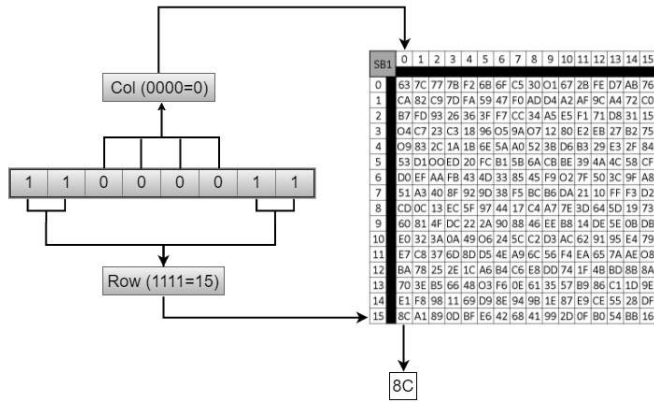 Col (0000=0)
1 1 0 0 0 0 1 1
Row (1111=15)
SB1 0 1 2 3 4 5 6 7 8 9 10 11 12 13 14 15
0 63 7C 77 7B F2 6B 6F C5 30 O1 67 2B FE D7 AB 76
1 CA 82 C9 7D FA 59 47 F0 AD D4 A2 AF 9C A4 72 C0
2 B7 FD 93 26 36 3F F7 CC 34 A5 E5 F1 71 D8 31 15
3 O4 C7 23 C3 18 96 O5 9A O7 12 80 E2 EB 27 B2 75
4 O9 83 2C 1A 1B 6E 5A A0 52 3B D6 B3 29 E3 2F 84
5 53 D1 OO ED 20 FC B1 5B 6A CB BE 39 4A 4C 58 CF
6 D0 EF AA FB 43 4D 33 85 45 F9 O2 7F 50 3C 9F A8
7 51 A3 40 8F 92 9D 38 F5 BC B6 DA 21 10 FF F3 D2
8 CD 0C 13 EC 5F 97 44 17 C4 A7 7E 3D 64 5D 19 73
9 60 81 4F DC 22 2A 90 88 46 EE B8 14 DE 5E 0B DB
10 E0 32 3A 0A 49 O6 24 5C C2 D3 AC 62 91 95 E4 79
11 E7 C8 37 6D 8D D5 4E A9 6C 56 F4 EA 65 7A AE O8
12 BA 78 25 2E 1C A6 B4 C6 E8 DD 74 1F 4B BD 8B 8A
13 70 3E B5 66 48 O3 F6 0E 61 35 57 B9 86 C1 1D 9E
14 E1 F8 98 11 69 D9 8E 94 9B 1E 87 E9 CE 55 28 DF
15 8C A1 89 0D BF E6 42 68 41 99 2D 0F B0 54 BB 16
8C